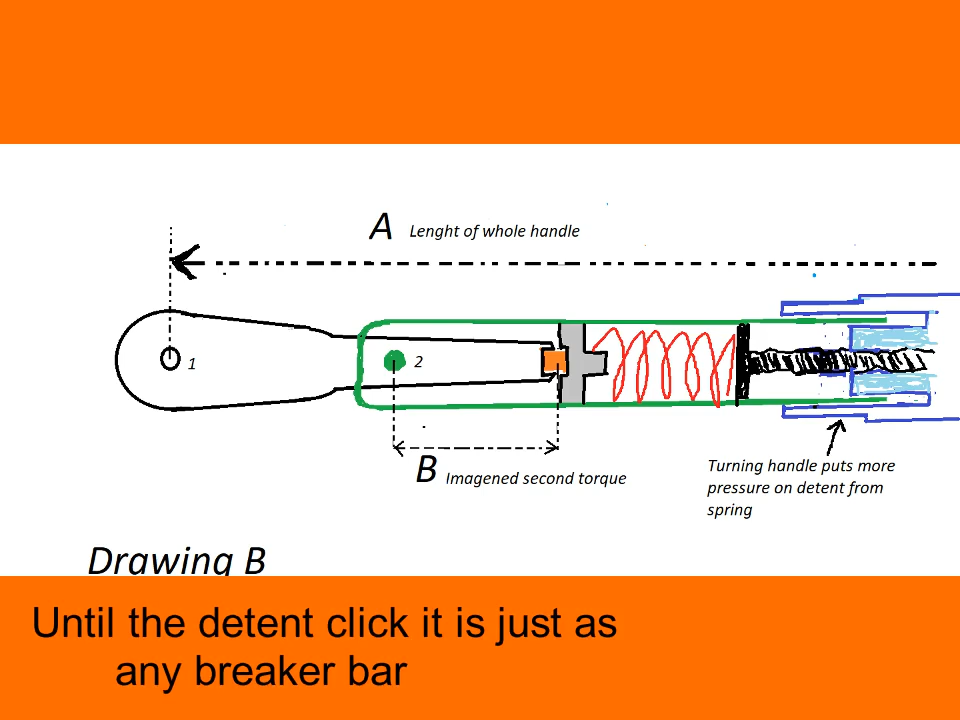 A Lenght of whole handle
1
2
B Imagened second torque
Turning handle puts more
pressure on detent from
spring
Drawing B
Until the detent click it is just as
any breaker bar